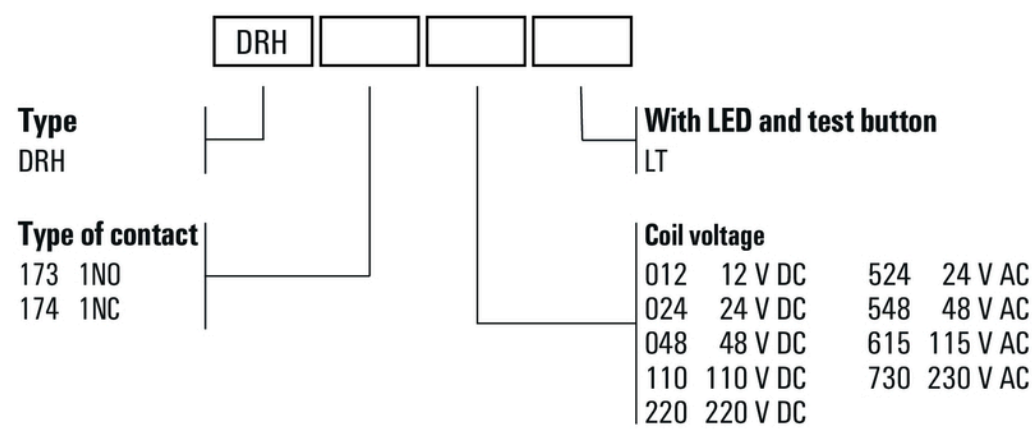 DRH
Type
DRH
With LED and test button
LT
Type of contact
173 1NO
174 1NC
Coil voltage
012 12 V DC 524 24 V AC
024 24 V DC 548 48 V AC
048 48 V DC 615 115 V AC
110 110 V DC 730 230 V AC
220 220 V DC